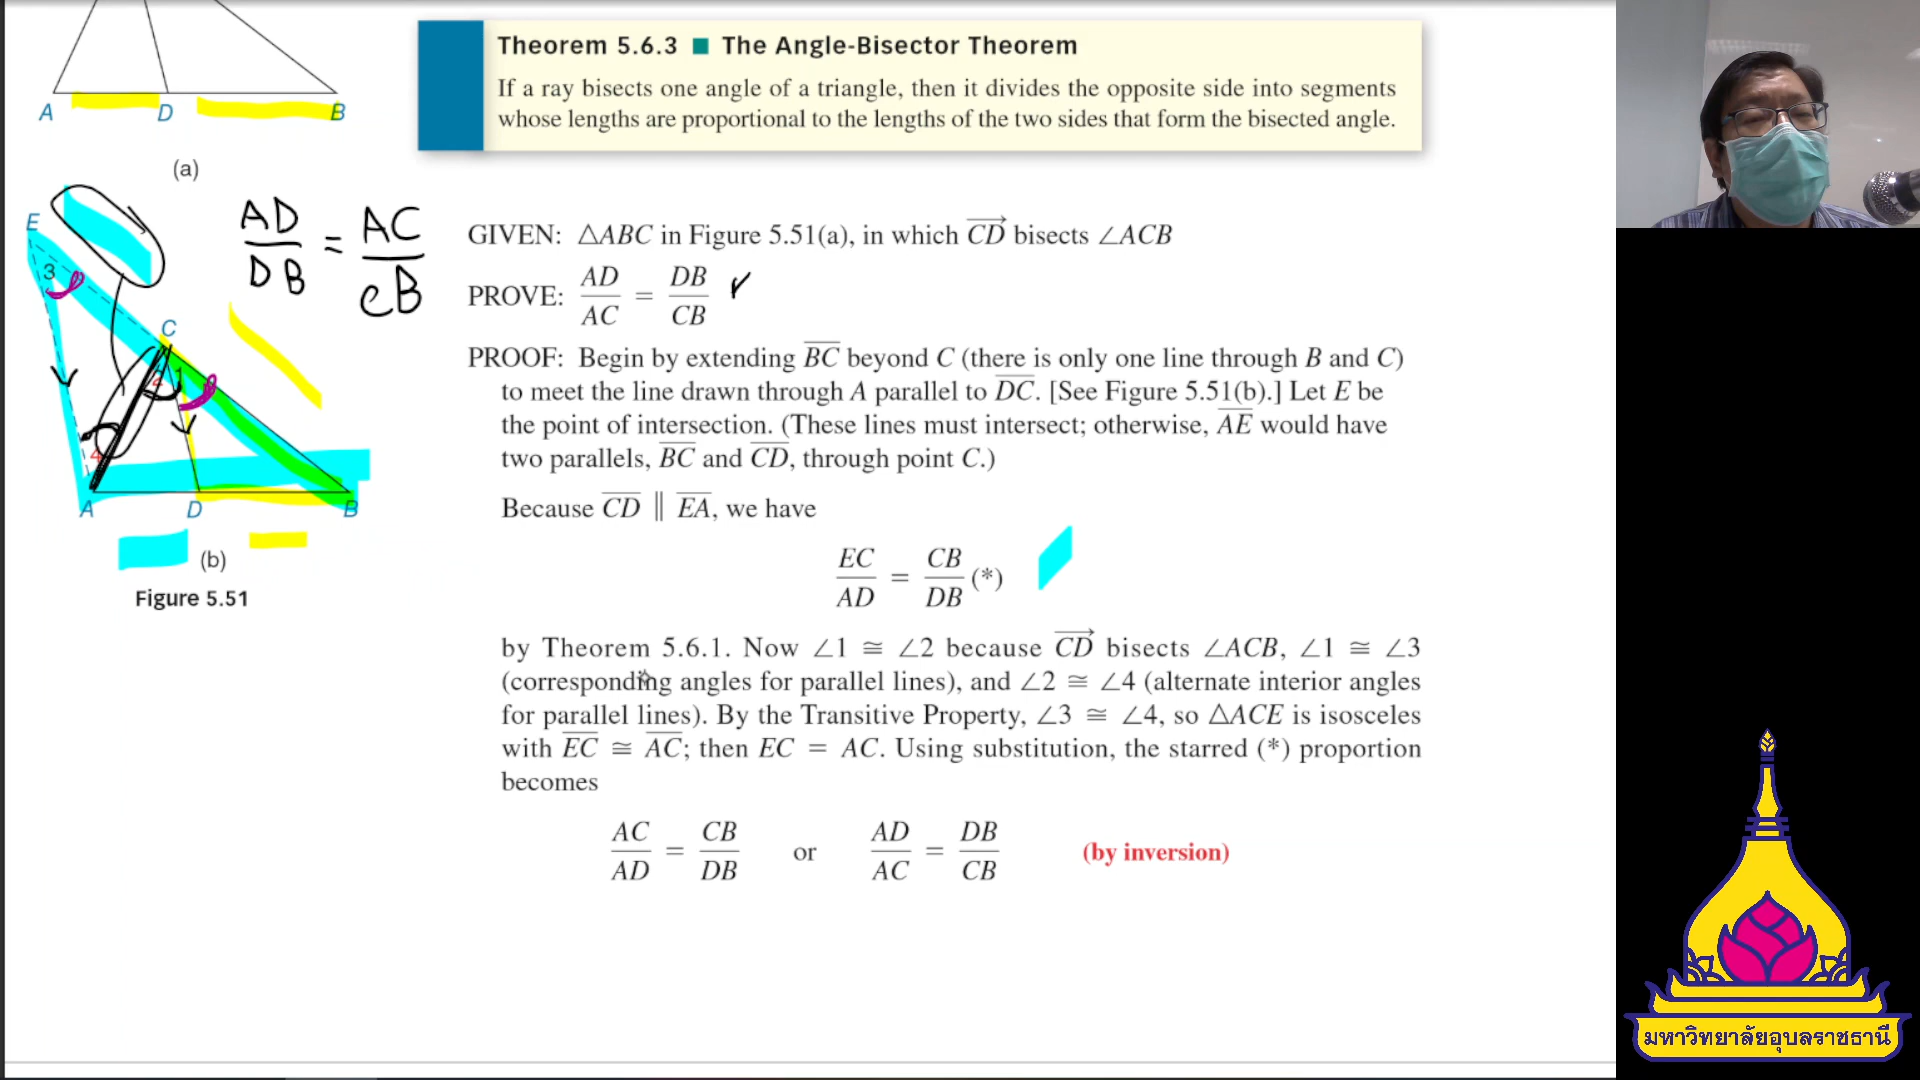 Theorem 5.6.3 ■ The Angle-Bisector Theorem
If a ray bisects one angle of a triangle, then it divides the opposite side into segments
whose lengths are proportional to the lengths of the two sides that form the bisected angle.
A D B
(a)
E
3
C
2 1
4
A D B
(b)
Figure 5.51
AD/DB = AC/CB
GIVEN: △ABC in Figure 5.51(a), in which CD bisects ∠ACB
PROVE: AD/AC = DB/CB ✓
PROOF: Begin by extending BC beyond C (there is only one line through B and C)
to meet the line drawn through A parallel to DC. [See Figure 5.51(b).] Let E be
the point of intersection. (These lines must intersect; otherwise, AE would have
two parallels, BC and CD, through point C.)
Because CD ∥ EA, we have
EC/AD = CB/DB (*)
by Theorem 5.6.1. Now ∠1 ≅ ∠2 because CD bisects ∠ACB, ∠1 ≅ ∠3
(corresponding angles for parallel lines), and ∠2 ≅ ∠4 (alternate interior angles
for parallel lines). By the Transitive Property, ∠3 ≅ ∠4, so △ACE is isosceles
with EC ≅ AC; then EC = AC. Using substitution, the starred (*) proportion
becomes
AC/AD = CB/DB or AD/AC = DB/CB (by inversion)
มหาวิทยาลัยอุบลราชธานี